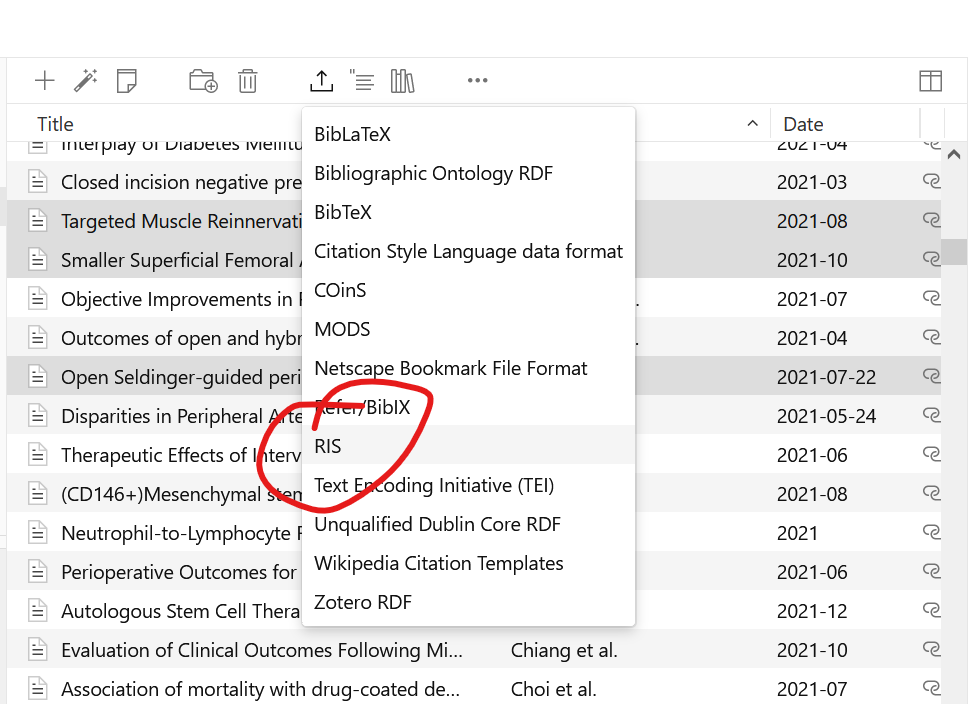 Title
Date
BibLaTeX
Interplay of Diabetes Mellitu
2021-04
Bibliographic Ontology RDF
Closed incision negative pre
2021-03
BibTeX
Targeted Muscle Reinnervati
2021-08
Citation Style Language data format
Smaller Superficial Femoral
2021-10
COinS
Objective Improvements in
2021-07
MODS
Outcomes of open and hybr
2021-04
Netscape Bookmark File Format
Open Seldinger-guided peri
2021-07-22
Refer/BibIX
Disparities in Peripheral Arte
2021-05-24
RIS
Therapeutic Effects of Interv
2021-06
Text Encoding Initiative (TEI)
(CD146+)Mesenchymal stem
2021-08
Unqualified Dublin Core RDF
Neutrophil-to-Lymphocyte
2021
Wikipedia Citation Templates
Perioperative Outcomes for
2021-06
Zotero RDF
Autologous Stem Cell Thera
2021-12
Evaluation of Clinical Outcomes Following Mi... Chiang et al. 2021-10
Association of mortality with drug-coated de... Choi et al. 2021-07